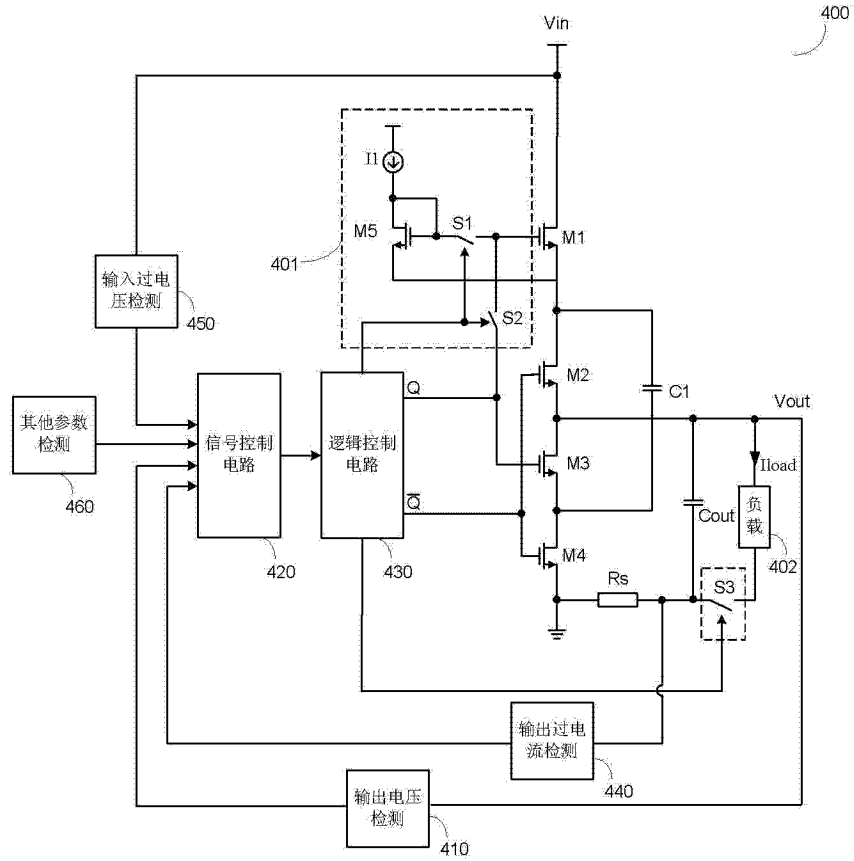 400
Vin
I1
M5
S1
M1
401
S2
输入过电
压检测
450
M2
C1
Vout
其他参数
检测
460
信号控制
电路
420
逻辑控制
电路
430
Q
Q̅
M3
Iload
Cout
负
载
402
M4
Rs
S3
输出过电
流检测
440
输出电压
检测
410